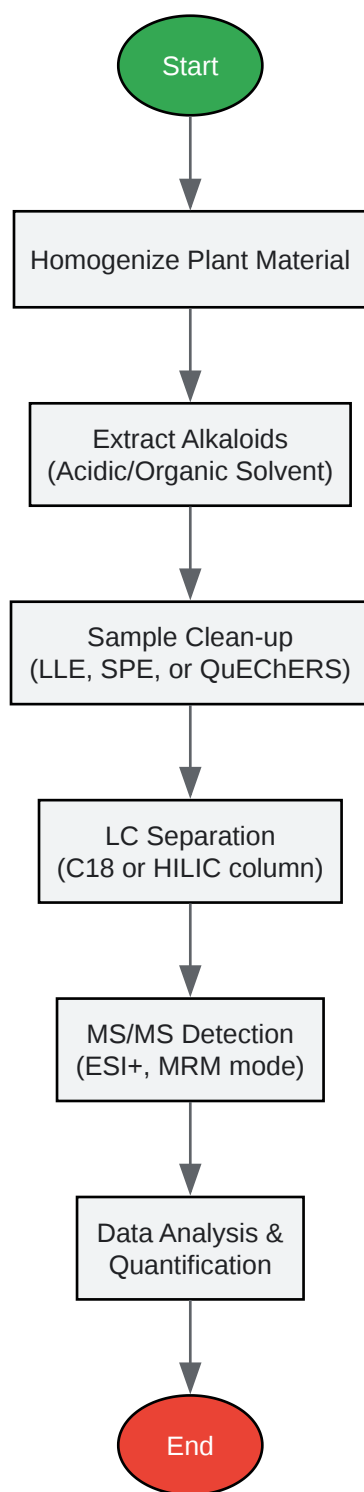 Start
Homogenize Plant Material
Extract Alkaloids
(Acidic/Organic Solvent)
Sample Clean-up
(LLE, SPE, or QuEChERS)
LC Separation
(C18 or HILIC column)
MS/MS Detection
(ESI+, MRM mode)
Data Analysis &
Quantification
End